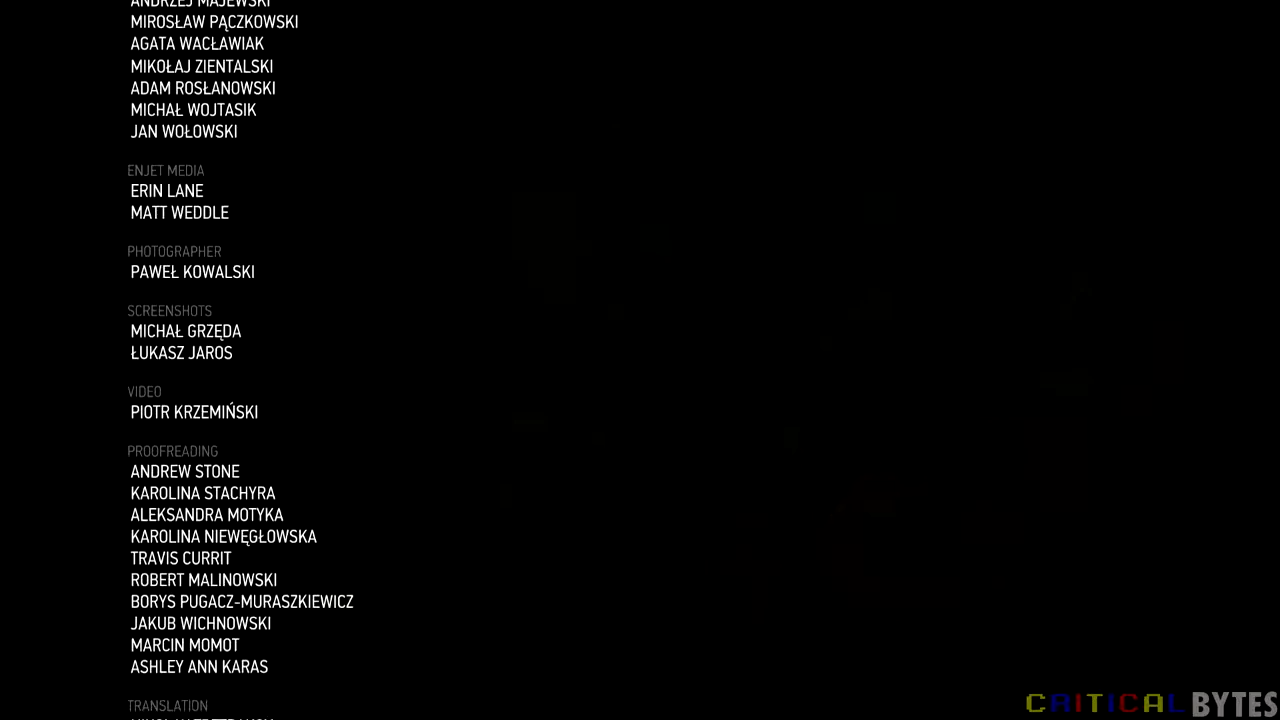 ANDRZEJ MAJEWSKI
MIROSŁAW PĄCZKOWSKI
AGATA WACŁAWIAK
MIKOŁAJ ZIENTALSKI
ADAM ROSŁANOWSKI
MICHAŁ WOJTASIK
JAN WOŁOWSKI
ENJET MEDIA
ERIN LANE
MATT WEDDLE
PHOTOGRAPHER
PAWEŁ KOWALSKI
SCREENSHOTS
MICHAŁ GRZĘDA
ŁUKASZ JAROS
VIDEO
PIOTR KRZEMIŃSKI
PROOFREADING
ANDREW STONE
KAROLINA STACHYRA
ALEKSANDRA MOTYKA
KAROLINA NIEWĘGŁOWSKA
TRAVIS CURRIT
ROBERT MALINOWSKI
BORYS PUGACZ-MURASZKIEWICZ
JAKUB WICHNOWSKI
MARCIN MOMOT
ASHLEY ANN KARAS
TRANSLATION
CRITICAL BYTES